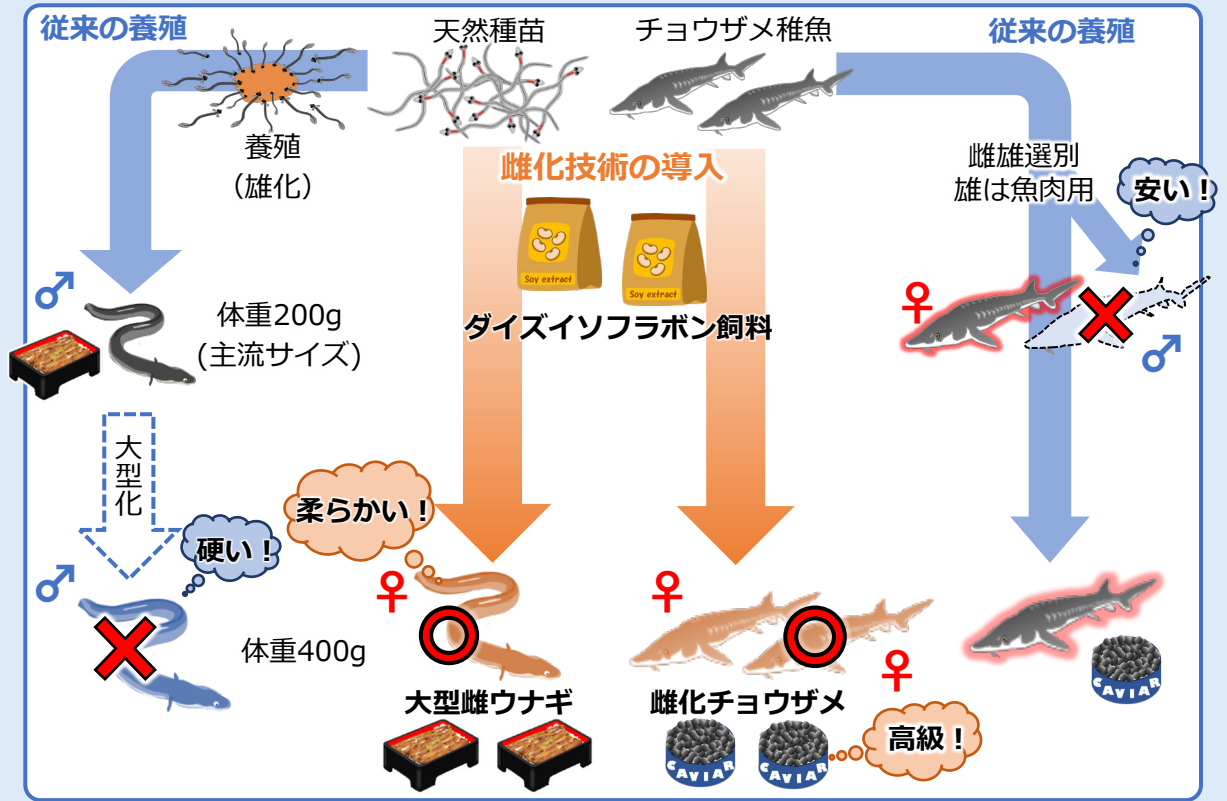 従来の養殖
天然種苗
チョウザメ稚魚
従来の養殖
養殖
（雄化）
雌化技術の導入
雌雄選別
雄は魚肉用
安い！
Soy extract
Soy extract
ダイズイソフラボン飼料
♂
体重200g
(主流サイズ)
♀
♂
大型化
柔らかい！
硬い！
♂
♀
♀
体重400g
♀
大型雌ウナギ
雌化チョウザメ
高級！
CAVIAR
CAVIAR
CAVIAR